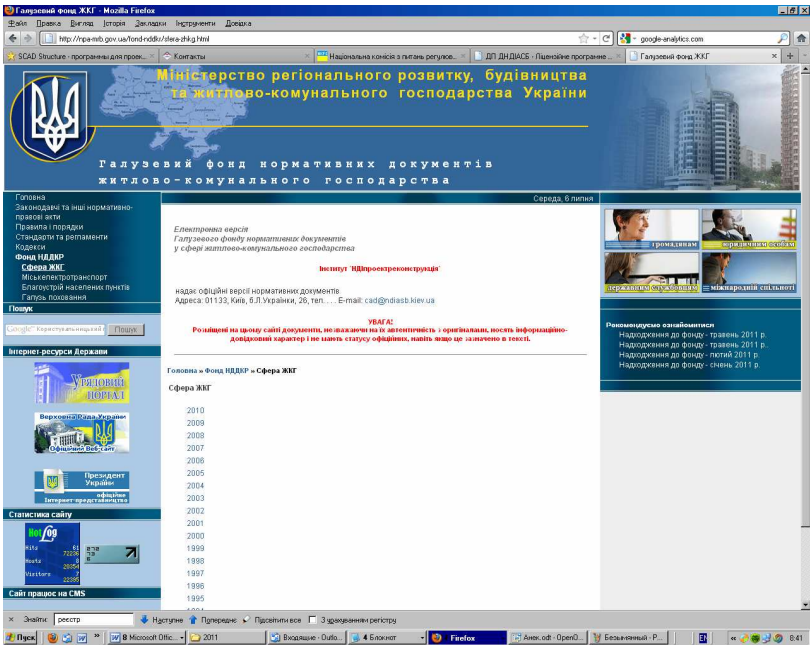 Галузевий фонд ЖКГ - Mozilla Firefox
Файл Правка Вигляд Історія Закладки Інструменти Довідка
http://npa-mrb.gov.ua/fond-nddkr/sfera-zhkg.html
google-analytics.com
SCAD Structure - программы для проек...
Контакты
Національна комісія з питань регулюв...
ДП ДНДІАСБ - Ліцензійне програмне ...
Галузевий фонд ЖКГ
Міністерство регіонального розвитку, будівництва
та житлово-комунального господарства України
Галузевий фонд нормативних документів
житлово-комунального господарства
Середа, 6 липня
Головна
Законодавчі та інші нормативно-
правові акти
Правила і порядки
Стандарти та регламенти
Кодекси
Фонд НДДКР
Сфера ЖКГ
Міськелектротранспорт
Благоустрій населених пунктів
Галузь поховання
Пошук
Пошук
Інтернет-ресурси Держави
Урядовий
портал
Верховна Рада України
Офіційний Веб-сайт
Президент
України
офіційне
Інтернет-представництво
Статистика сайту
HotLog
Hits 81
72236
Hosts 8
20354
Visitors 7
22395
Сайт працює на CMS
Електронна версія
Галузевого фонду нормативних документів
у сфері житлово-комунального господарства
Інститут 'НДІпроектреконструкція'
надає офіційні версії нормативних документів
Адреса: 01133, Київ, б.Л.Українки, 26, тел. . . . E-mail: cad@ndiasb.kiev.ua
УВАГА!
Розміщені на цьому сайті документи, незважаючи на їх автентичність з оригіналами, носять інформаційно-
довідковий характер і не мають статусу офіційних, навіть якщо це зазначено в тексті.
Головна » Фонд НДДКР » Сфера ЖКГ
Сфера ЖКГ
2010
2009
2008
2007
2006
2005
2004
2003
2002
2001
2000
1999
1998
1997
1996
1995
громадянам
юридичним особам
державним службовцям
міжнародній спільноті
Рекомендуємо ознайомитися
Надходження до фонду - травень 2011 р.
Надходження до фонду - травень 2011 р..
Надходження до фонду - лютий 2011 р.
Надходження до фонду - січень 2011 р.
Знайти: реестр
Наступне Попереднє Підсвітити все З урахуванням регістру
Пуск
8 Microsoft Offic...
2011
Входящие - Outlo...
4 Блокнот
Firefox
Анок.odt - OpenO...
Безымянный - P...
EN
8:41